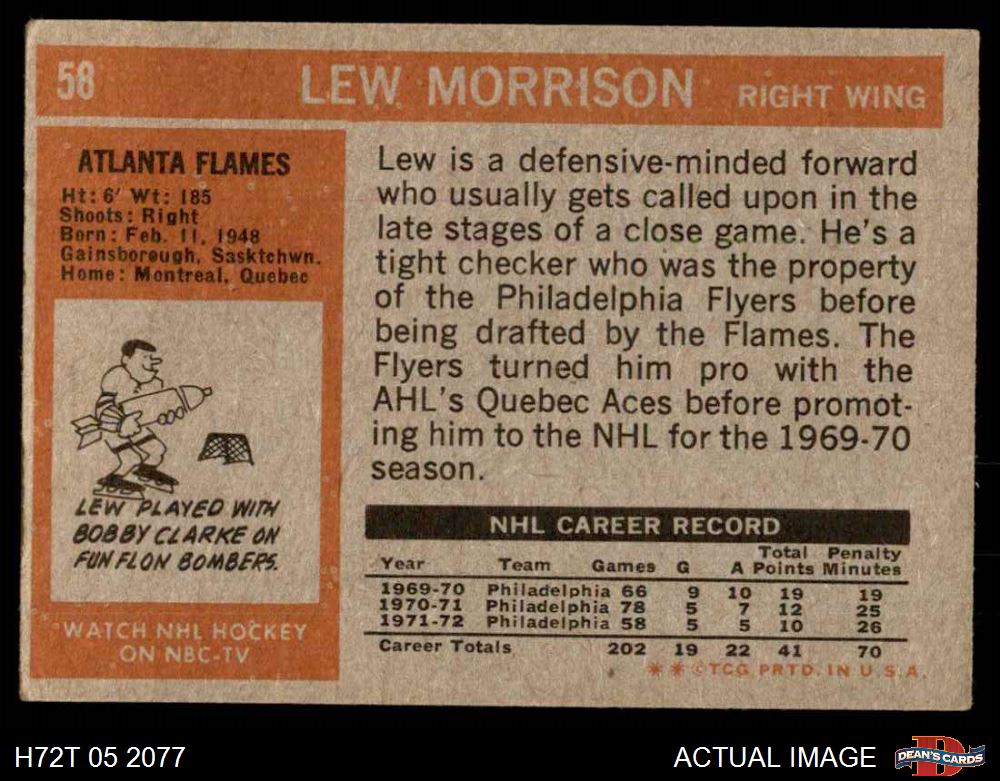 58 LEW MORRISON RIGHT WING
ATLANTA FLAMES
Ht: 6' Wt: 185
Shoots: Right
Born: Feb. 11, 1948
Gainsborough, Sasktchwn.
Home: Montreal, Quebec
LEW PLAYED WITH
BOBBY CLARKE ON
FUN FLON BOMBERS.
WATCH NHL HOCKEY
ON NBC-TV
Lew is a defensive-minded forward
who usually gets called upon in the
late stages of a close game. He's a
tight checker who was the property
of the Philadelphia Flyers before
being drafted by the Flames. The
Flyers turned him pro with the
AHL's Quebec Aces before promot-
ing him to the NHL for the 1969-70
season.
NHL CAREER RECORD
Year Team Games G A Total Points Penalty Minutes
1969-70 Philadelphia 66 9 10 19 19
1970-71 Philadelphia 78 5 7 12 25
1971-72 Philadelphia 58 5 5 10 26
Career Totals 202 19 22 41 70
* * © TCG PRTD. IN U.S.A.
H72T 05 2077 ACTUAL IMAGE DEAN'S CARDS